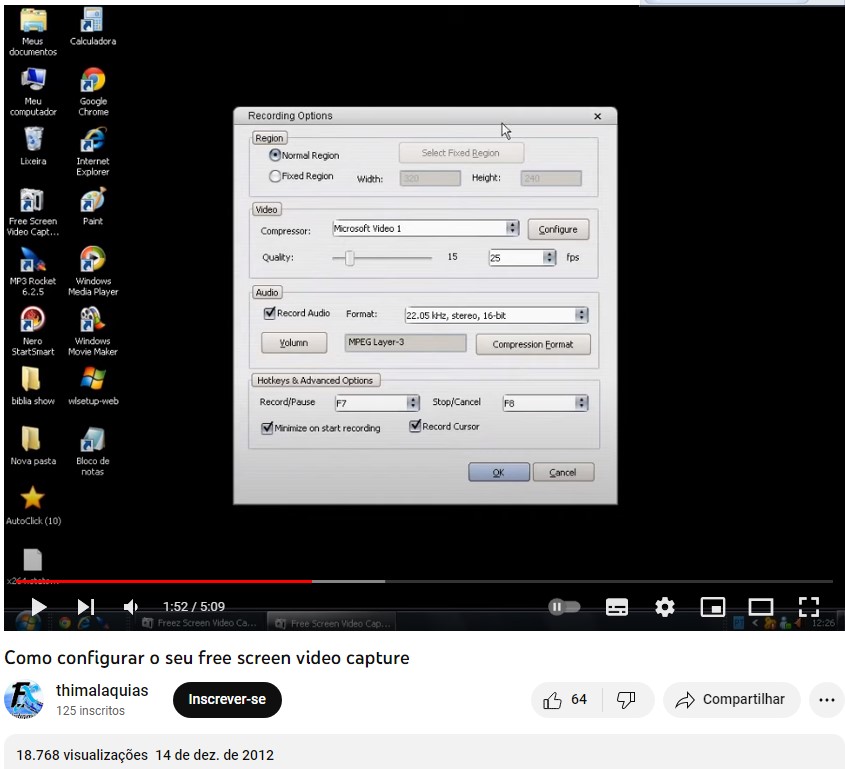 Meus documentos
Calculadora
Meu computador
Google Chrome
Lixeira
Internet Explorer
Free Screen Video Capt...
Paint
MP3 Rocket 6.2.5
Windows Media Player
Nero StartSmart
Windows Movie Maker
biblia show
wlsetup-web
Nova pasta
Bloco de notas
AutoClick (10)
Recording Options
Region
Normal Region
Select Fixed Region
Fixed Region Width: 320 Height: 240
Video
Compressor: Microsoft Video 1 Configure
Quality: 15 25 fps
Audio
Record Audio Format: 22.05 kHz, stereo, 16-bit
Volumn MPEG Layer-3 Compression Format
Hotkeys & Advanced Options
Record/Pause F7 Stop/Cancel F8
Minimize on start recording Record Cursor
OK Cancel
1:52 / 5:09
Freez Screen Video Ca...
Free Screen Video Cap...
12:26
Como configurar o seu free screen video capture
thimalaquias
125 inscritos
Inscrever-se
64
Compartilhar
18.768 visualizações 14 de dez. de 2012